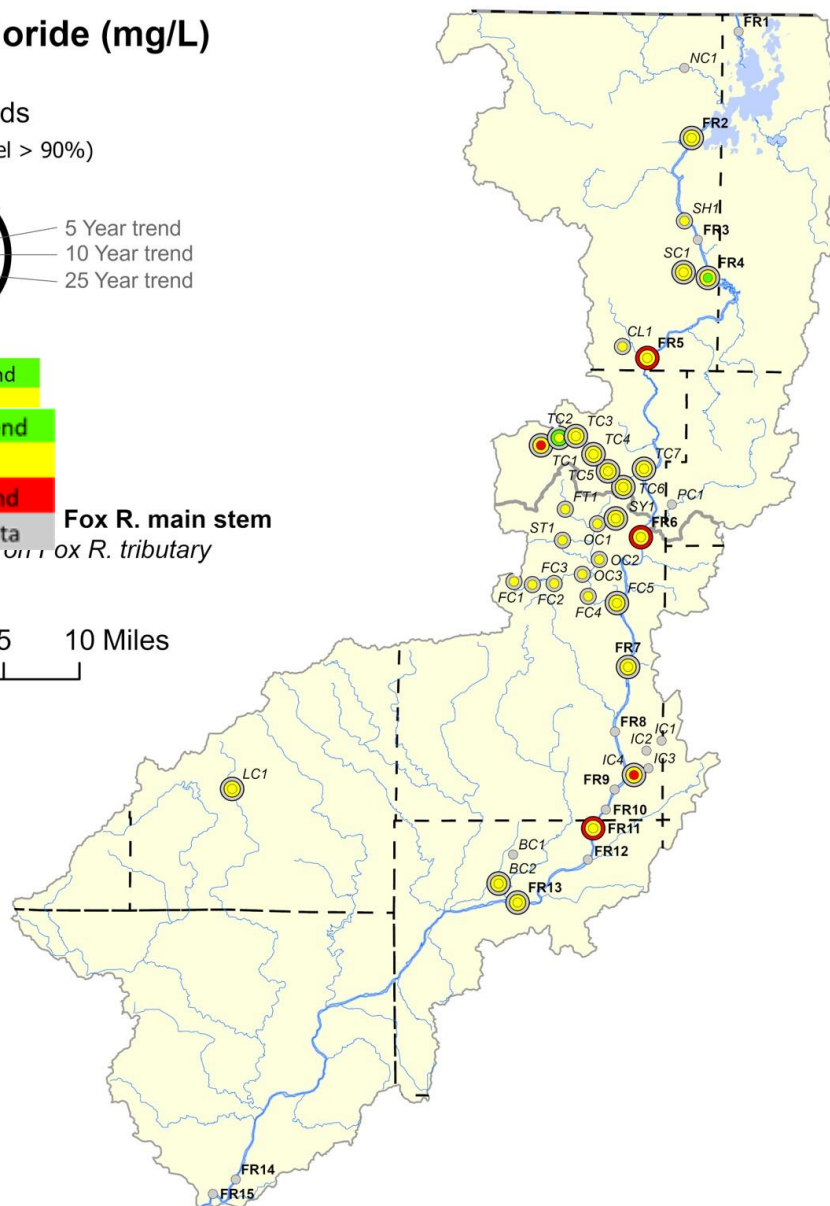 oride (mg/L)
ds
el > 90%)
5 Year trend
10 Year trend
25 Year trend
nd
nd
nd
ta
Fox R. main stem
on Fox R. tributary
5 10 Miles
FR1
NC1
FR2
SH1
FR3
SC1
FR4
CL1
FR5
TC2
TC3
TC4
TC1
TC7
TC5
TC6
FT1
PC1
SY1
ST1
OC1
FR6
OC2
FC3
OC3
FC1
FC2
FC5
FC4
FR7
FR8
IC1
IC2
IC4
IC3
FR9
FR10
FR11
BC1
FR12
BC2
FR13
LC1
FR14
FR15